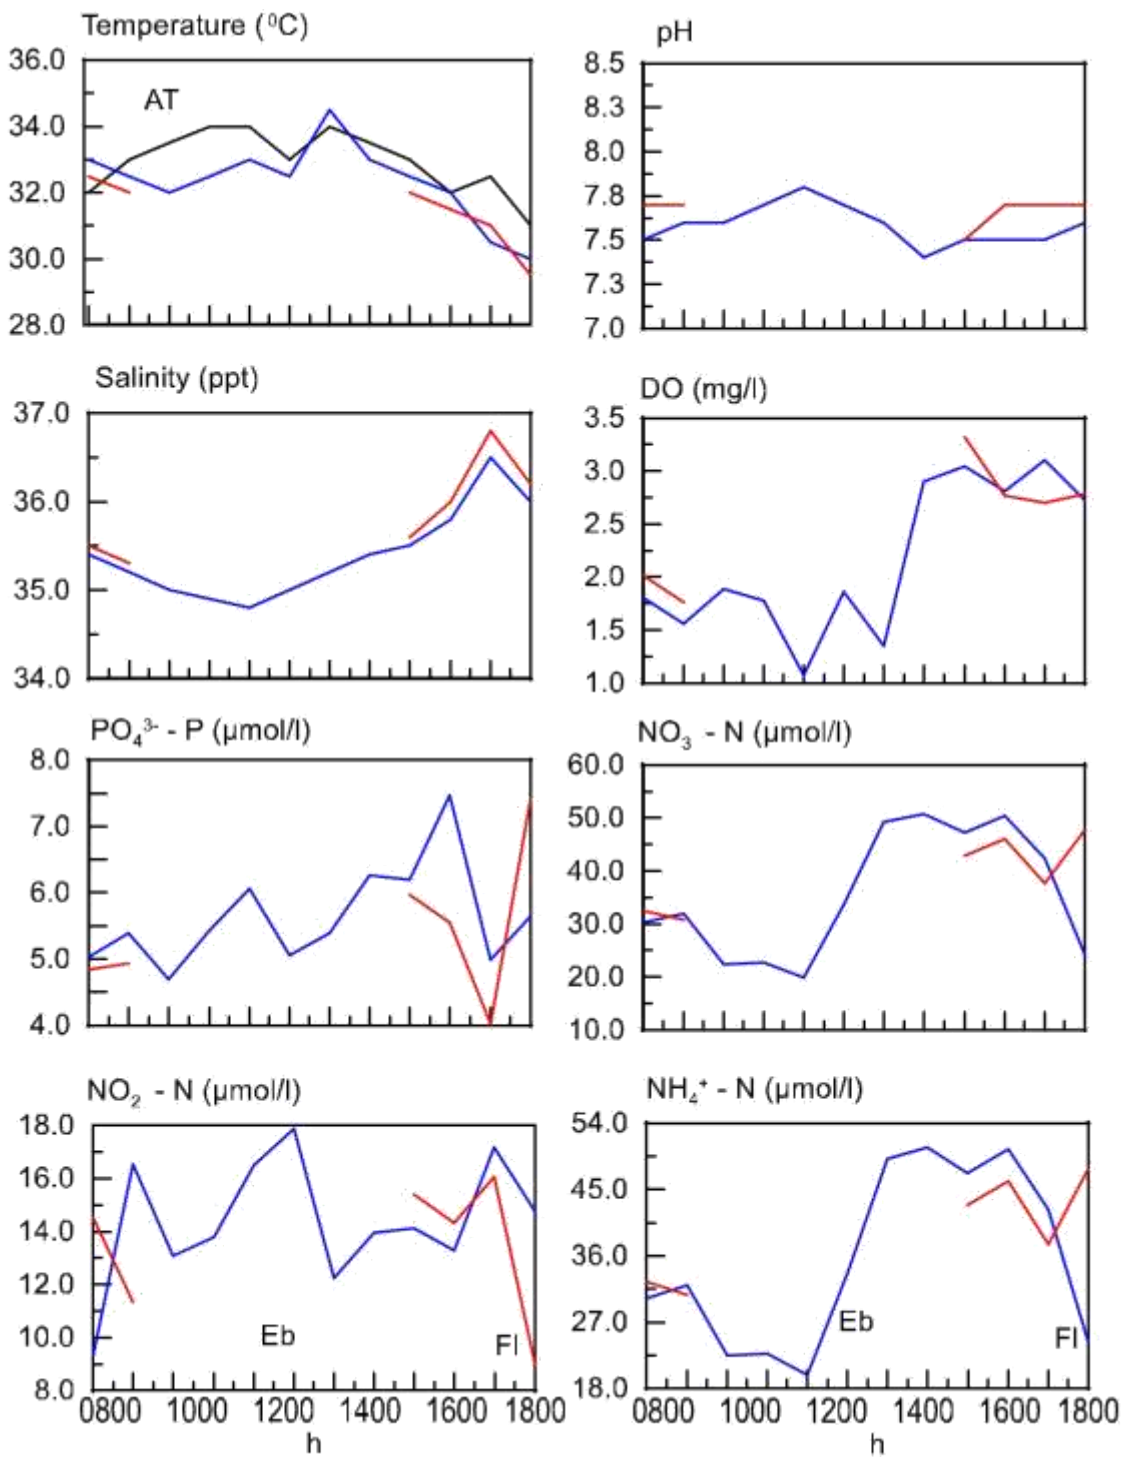 Temperature (⁰C)
36.0
34.0
32.0
30.0
28.0
AT
pH
8.5
8.3
8.0
7.8
7.5
7.3
7.0
Salinity (ppt)
37.0
36.0
35.0
34.0
DO (mg/l)
3.5
3.0
2.5
2.0
1.5
1.0
PO₄³⁻ - P (µmol/l)
8.0
7.0
6.0
5.0
4.0
NO₃ - N (µmol/l)
60.0
50.0
40.0
30.0
20.0
10.0
NO₂ - N (µmol/l)
18.0
16.0
14.0
12.0
10.0
8.0
Eb
Fl
0800 1000 1200 1400 1600 1800
h
NH₄⁺ - N (µmol/l)
54.0
45.0
36.0
27.0
18.0
Eb
Fl
0800 1000 1200 1400 1600 1800
h